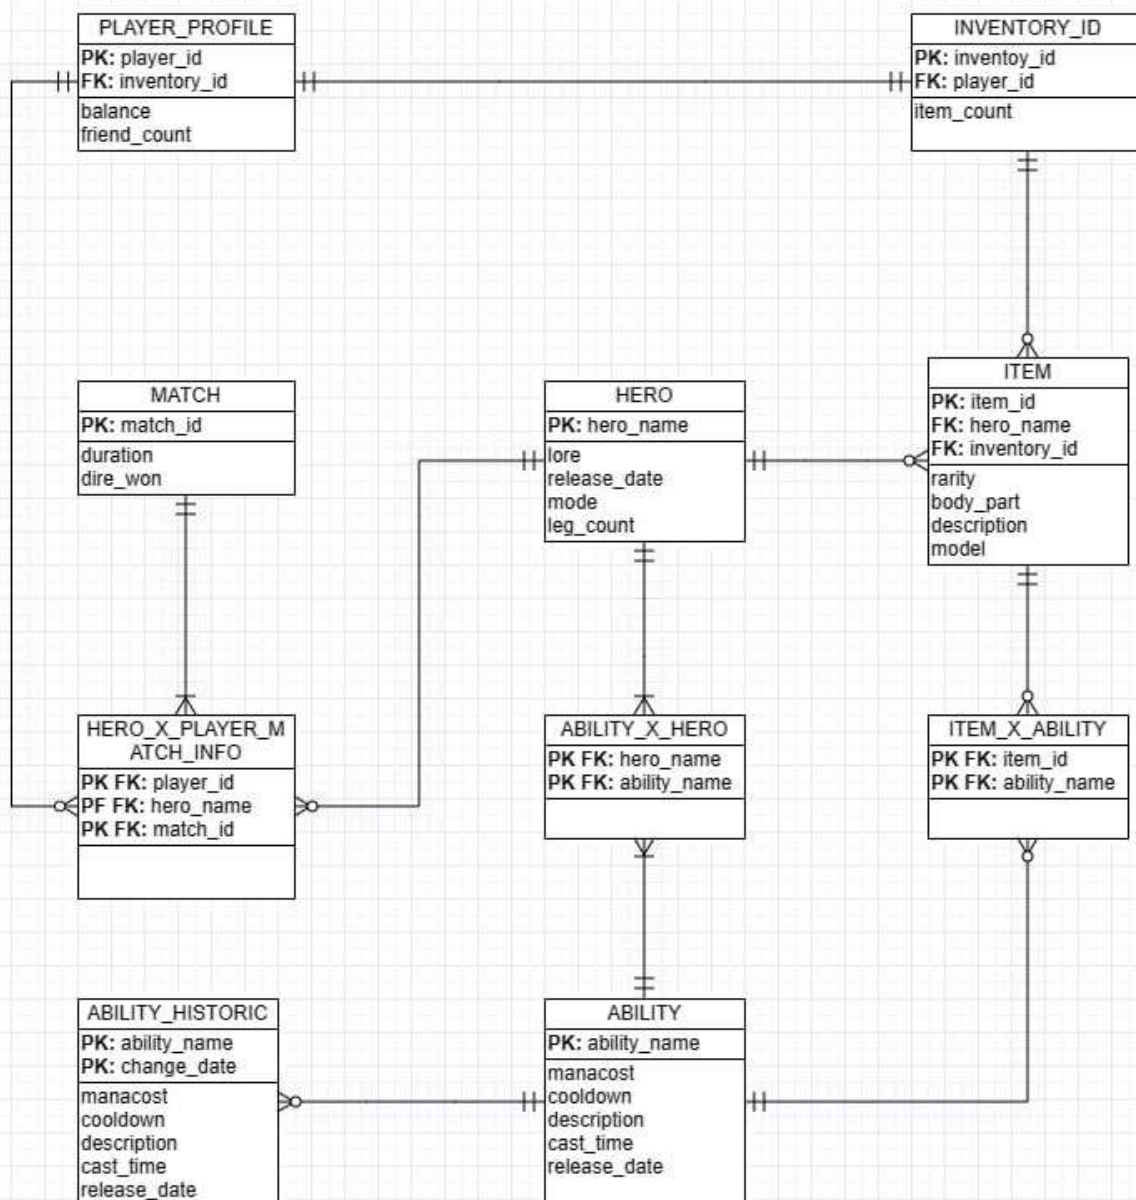 PLAYER_PROFILE
PK: player_id
FK: inventory_id
balance
friend_count
INVENTORY_ID
PK: inventoy_id
FK: player_id
item_count
MATCH
PK: match_id
duration
dire_won
HERO
PK: hero_name
lore
release_date
mode
leg_count
ITEM
PK: item_id
FK: hero_name
FK: inventory_id
rarity
body_part
description
model
HERO_X_PLAYER_M
ATCH_INFO
PK FK: player_id
PF FK: hero_name
PK FK: match_id
ABILITY_X_HERO
PK FK: hero_name
PK FK: ability_name
ITEM_X_ABILITY
PK FK: item_id
PK FK: ability_name
ABILITY_HISTORIC
PK: ability_name
PK: change_date
manacost
cooldown
description
cast_time
release_date
ABILITY
PK: ability_name
manacost
cooldown
description
cast_time
release_date